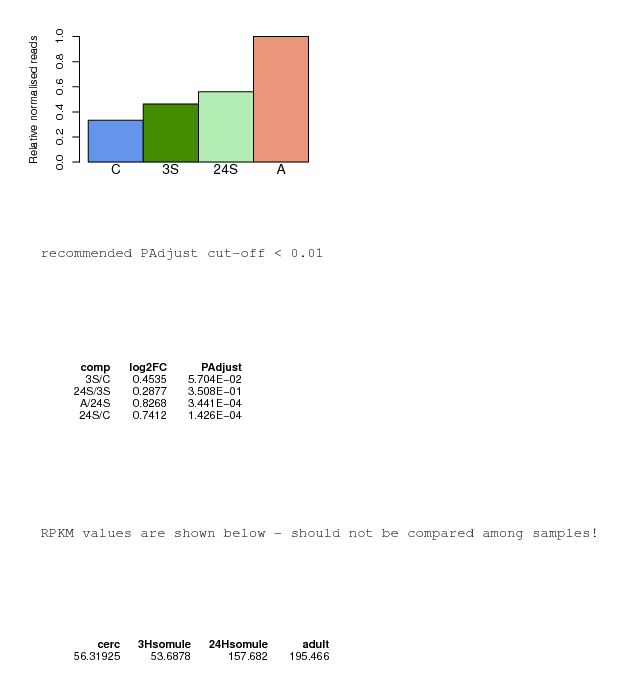 Relative normalised reads
1.0
0.8
0.6
0.4
0.2
0.0
C 3S 24S A
recommended PAdjust cut-off < 0.01
comp log2FC PAdjust
3S/C 0.4535 5.704E-02
24S/3S 0.2877 3.508E-01
A/24S 0.8268 3.441E-04
24S/C 0.7412 1.426E-04
RPKM values are shown below - should not be compared among samples!
cerc 3Hsomule 24Hsomule adult
56.31925 53.6878 157.682 195.466